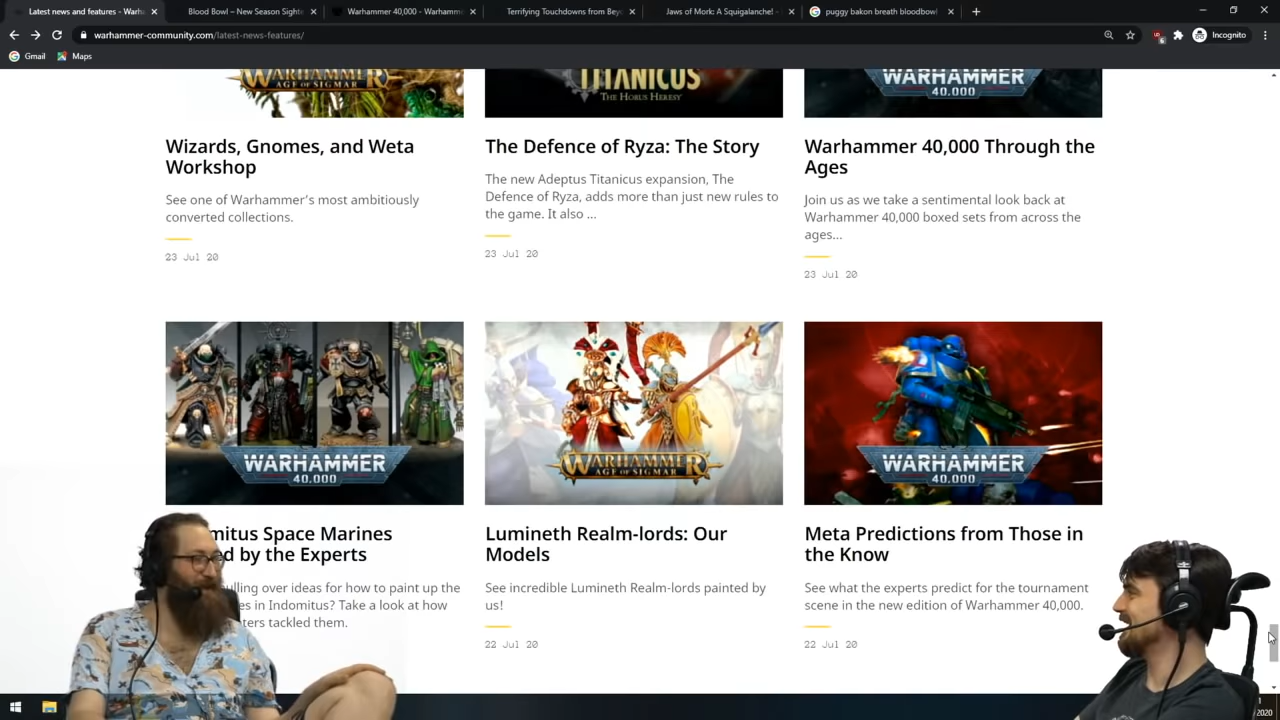 Latest news and features - Warha
Blood Bowl – New Season Sighte
Warhammer 40,000 - Warhamm
Terrifying Touchdowns from Beyo
Jaws of Mork: A Squigalanche! -
puggy bakon breath bloodbowl
warhammer-community.com/latest-news-features/
Incognito
Gmail
Maps
WARHAMMER
AGE OF SIGMAR
TITANICUS
THE HORUS HERESY
WARHAMMER
40,000
Wizards, Gnomes, and Weta
Workshop
See one of Warhammer's most ambitiously
converted collections.
23 Jul 20
The Defence of Ryza: The Story
The new Adeptus Titanicus expansion, The
Defence of Ryza, adds more than just new rules to
the game. It also ...
23 Jul 20
Warhammer 40,000 Through the
Ages
Join us as we take a sentimental look back at
Warhammer 40,000 boxed sets from across the
ages...
23 Jul 20
WARHAMMER
40,000
WARHAMMER
AGE OF SIGMAR
WARHAMMER
40,000
mitus Space Marines
d by the Experts
ulling over ideas for how to paint up the
es in Indomitus? Take a look at how
ters tackled them.
Lumineth Realm-lords: Our
Models
See incredible Lumineth Realm-lords painted by
us!
22 Jul 20
Meta Predictions from Those in
the Know
See what the experts predict for the tournament
scene in the new edition of Warhammer 40,000.
22 Jul 20
2020